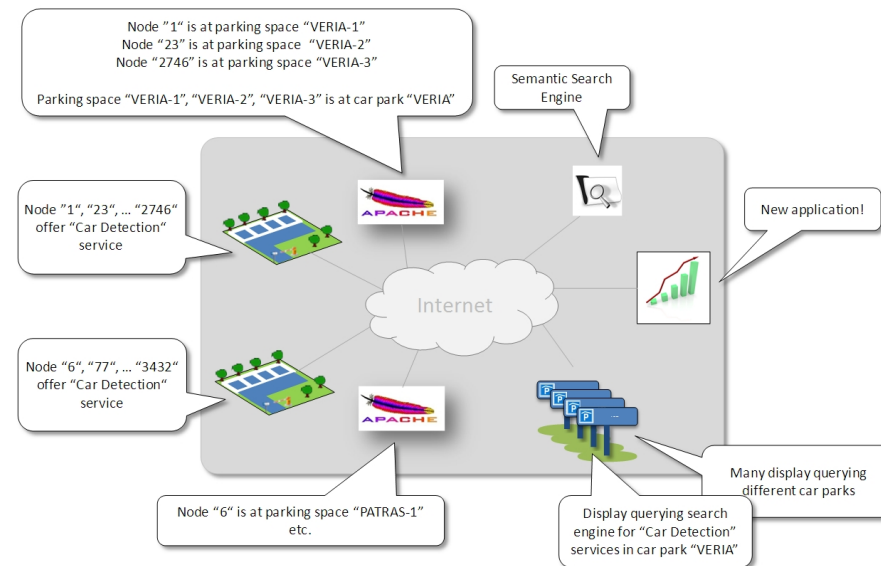 Node ”1“ is at parking space “VERIA-1”
Node “23” is at parking space “VERIA-2”
Node “2746” is at parking space “VERIA-3”
Parking space “VERIA-1”, “VERIA-2”, “VERIA-3” is at car park “VERIA”
Semantic Search
Engine
Node ”1“, “23“, ... “2746“
offer “Car Detection“
service
APACHE
New application!
Internet
Node “6“, “77“, ... “3432“
offer “Car Detection“
service
APACHE
P
P
P
P
...
Many display querying
different car parks
Node “6“ is at parking space “PATRAS-1”
etc.
Display querying search
engine for “Car Detection”
services in car park “VERIA”